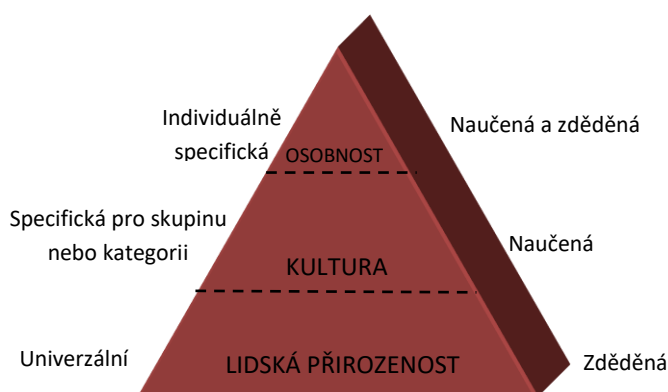 Individuálně
specifická
OSOBNOST
Naučená a zděděná
Specifická pro skupinu
nebo kategorii
KULTURA
Naučená
Univerzální
LIDSKÁ PŘIROZENOST
Zděděná